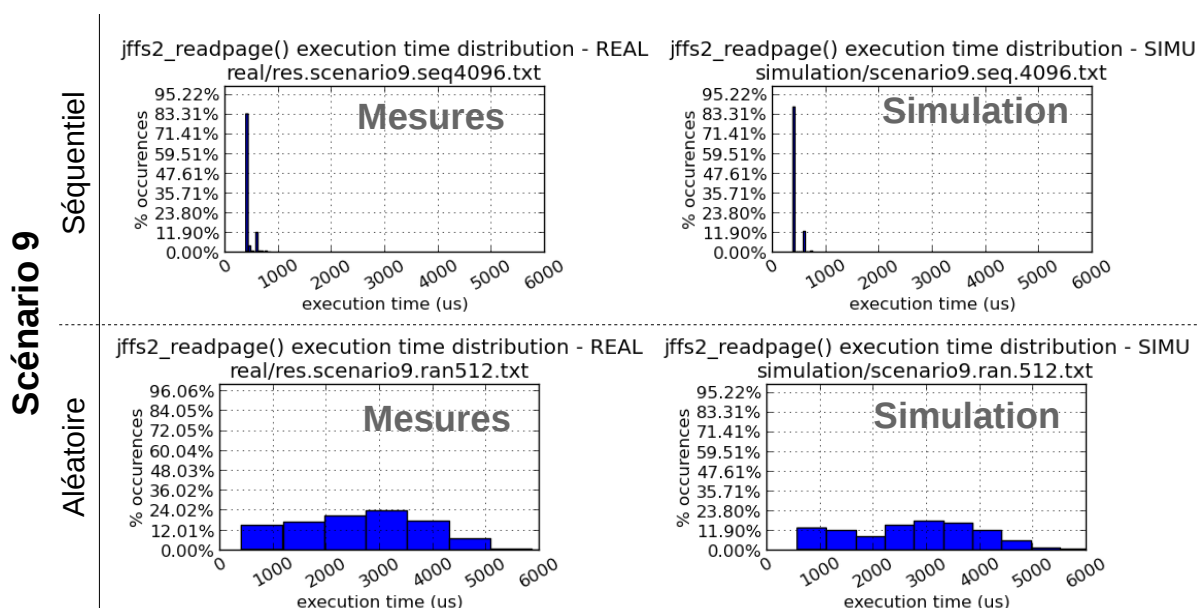 Scénario 9
Séquentiel
jffs2_readpage() execution time distribution - REAL
real/res.scenario9.seq4096.txt
Mesures
% occurences
95.22%
83.31%
71.41%
59.51%
47.61%
35.71%
23.80%
11.90%
0.00%
0 1000 2000 3000 4000 5000 6000
execution time (us)
jffs2_readpage() execution time distribution - SIMU
simulation/scenario9.seq.4096.txt
Simulation
% occurences
95.22%
83.31%
71.41%
59.51%
47.61%
35.71%
23.80%
11.90%
0.00%
0 1000 2000 3000 4000 5000 6000
execution time (us)
Aléatoire
jffs2_readpage() execution time distribution - REAL
real/res.scenario9.ran512.txt
Mesures
% occurences
96.06%
84.05%
72.05%
60.04%
48.03%
36.02%
24.02%
12.01%
0.00%
0 1000 2000 3000 4000 5000 6000
execution time (us)
jffs2_readpage() execution time distribution - SIMU
simulation/scenario9.ran.512.txt
Simulation
% occurences
95.22%
83.31%
71.41%
59.51%
47.61%
35.71%
23.80%
11.90%
0.00%
0 1000 2000 3000 4000 5000 6000
execution time (us)